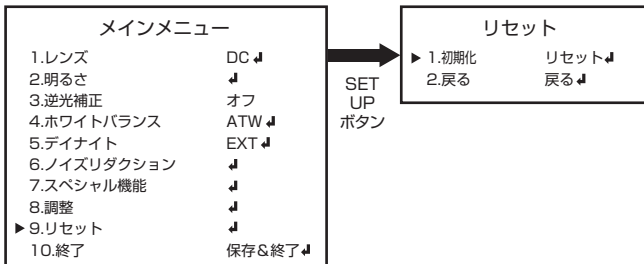 メインメニュー
1.レンズ DC↲
2.明るさ ↲
3.逆光補正 オフ
4.ホワイトバランス ATW↲
5.デイナイト EXT↲
6.ノイズリダクション ↲
7.スペシャル機能 ↲
8.調整 ↲
▶9.リセット ↲
10.終了 保存&終了↲
SET
UP
ボタン
リセット
▶1.初期化 リセット↲
2.戻る 戻る↲